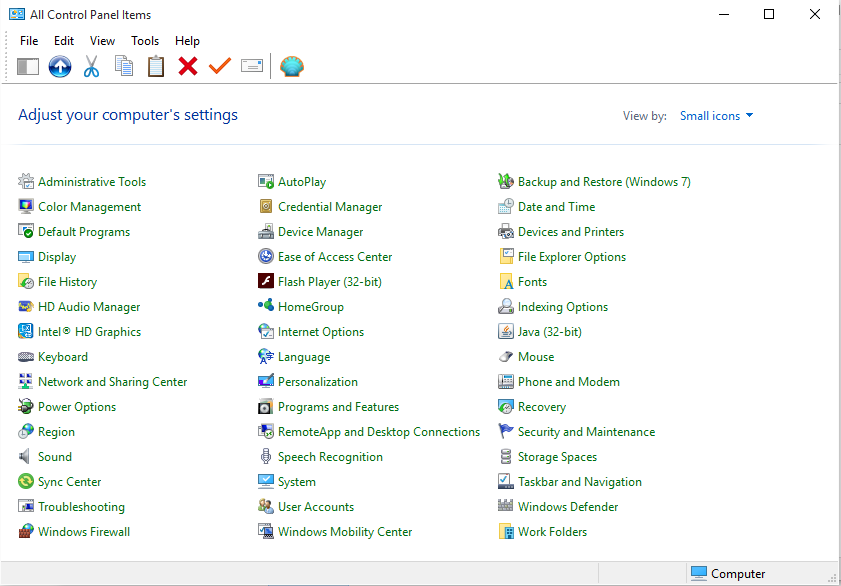 All Control Panel Items
File Edit View Tools Help
Adjust your computer's settings
View by: Small icons
Administrative Tools AutoPlay Backup and Restore (Windows 7)
Color Management Credential Manager Date and Time
Default Programs Device Manager Devices and Printers
Display Ease of Access Center File Explorer Options
File History Flash Player (32-bit) Fonts
HD Audio Manager HomeGroup Indexing Options
Intel® HD Graphics Internet Options Java (32-bit)
Keyboard Language Mouse
Network and Sharing Center Personalization Phone and Modem
Power Options Programs and Features Recovery
Region RemoteApp and Desktop Connections Security and Maintenance
Sound Speech Recognition Storage Spaces
Sync Center System Taskbar and Navigation
Troubleshooting User Accounts Windows Defender
Windows Firewall Windows Mobility Center Work Folders
Computer